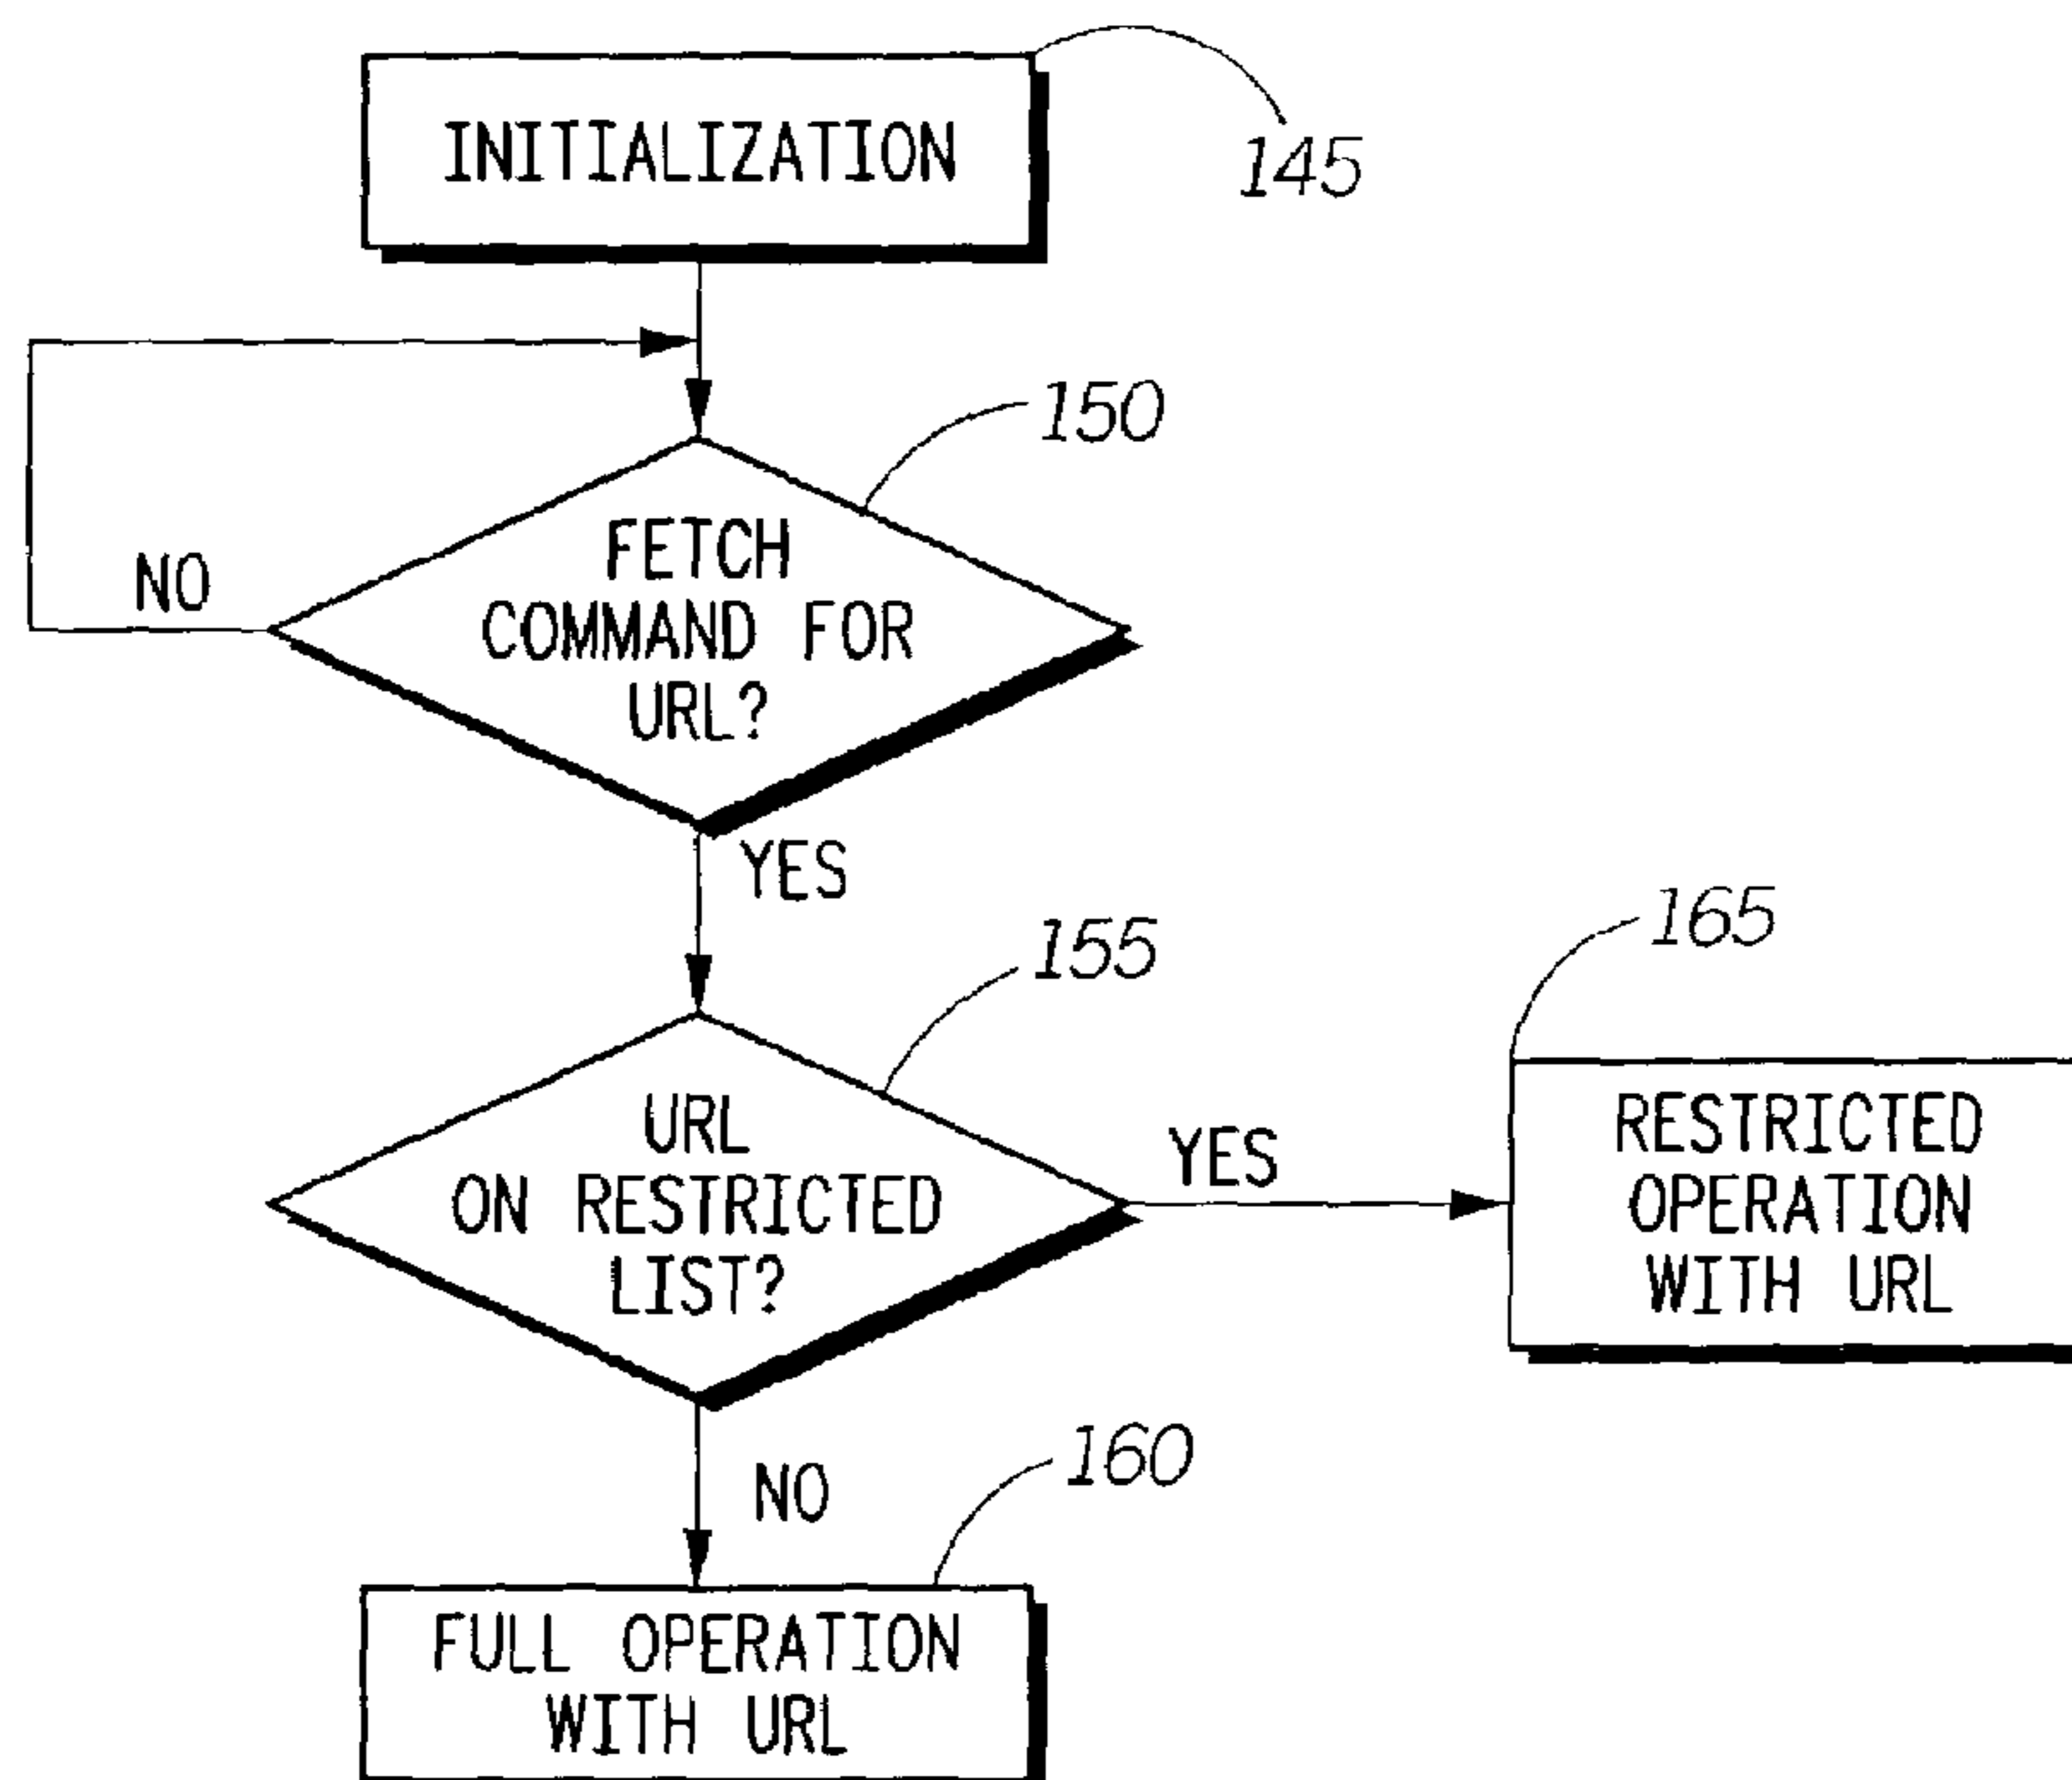 INITIALIZATION
145
150
FETCH
COMMAND FOR
URL?
NO
YES
155
165
URL
ON RESTRICTED
LIST?
YES
RESTRICTED
OPERATION
WITH URL
NO
160
FULL OPERATION
WITH URL